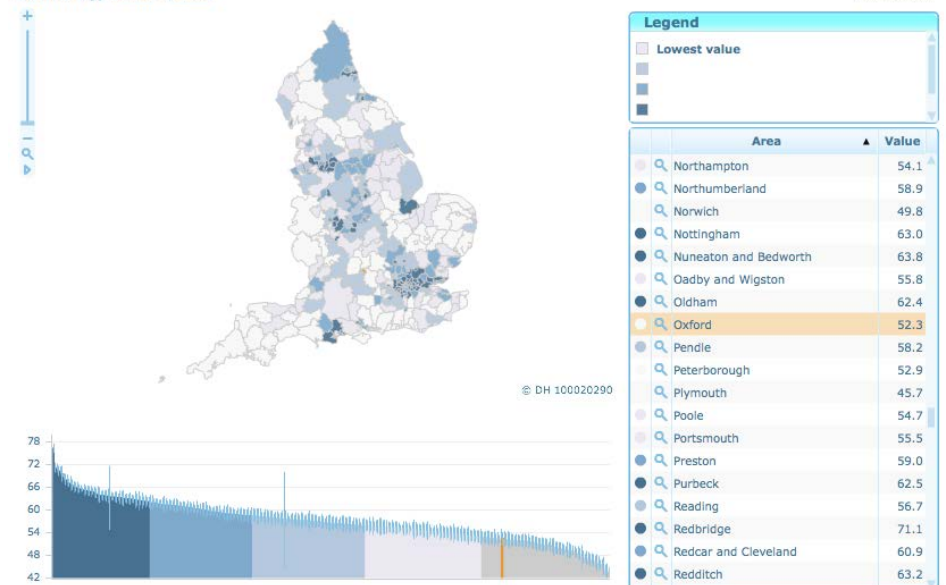 Legend
Lowest value
Area ▲ Value
Northampton 54.1
Northumberland 58.9
Norwich 49.8
Nottingham 63.0
Nuneaton and Bedworth 63.8
Oadby and Wigston 55.8
Oldham 62.4
Oxford 52.3
Pendle 58.2
Peterborough 52.9
Plymouth 45.7
Poole 54.7
Portsmouth 55.5
Preston 59.0
Purbeck 62.5
Reading 56.7
Redbridge 71.1
Redcar and Cleveland 60.9
Redditch 63.2
© DH 100020290
78
72
66
60
54
48
42